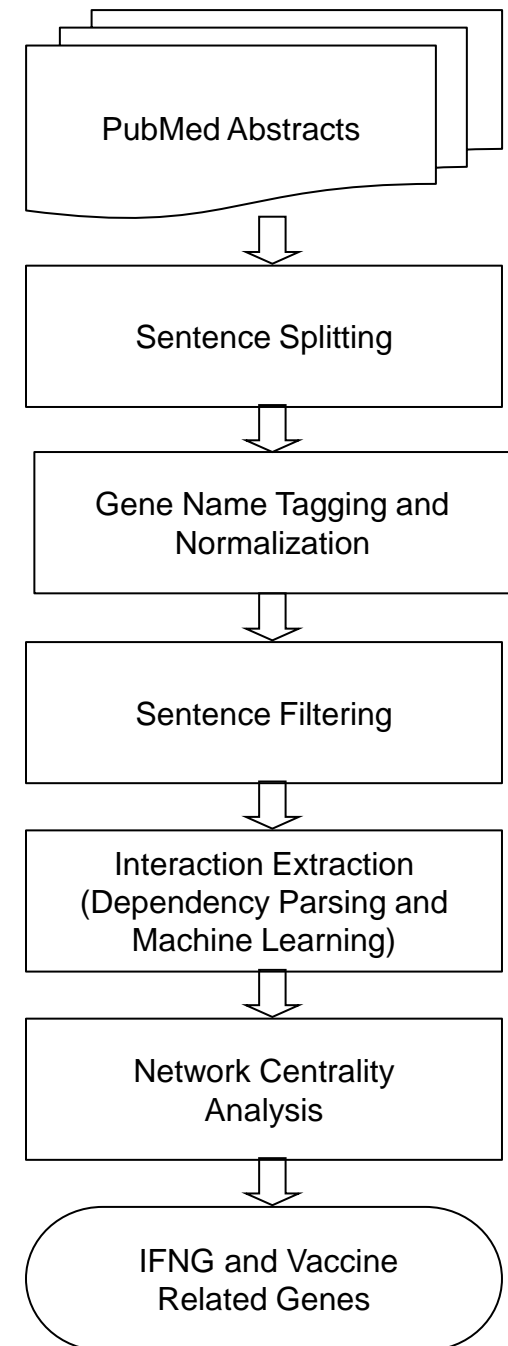 PubMed Abstracts
Sentence Splitting
Gene Name Tagging and
Normalization
Sentence Filtering
Interaction Extraction
(Dependency Parsing and
Machine Learning)
Network Centrality
Analysis
IFNG and Vaccine
Related Genes